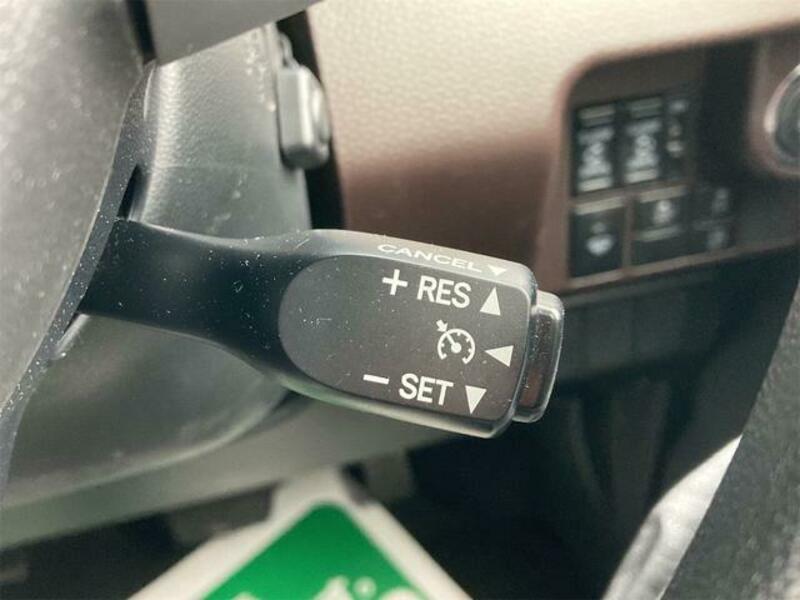 CANCEL ▼
+ RES ▲
- SET ▼